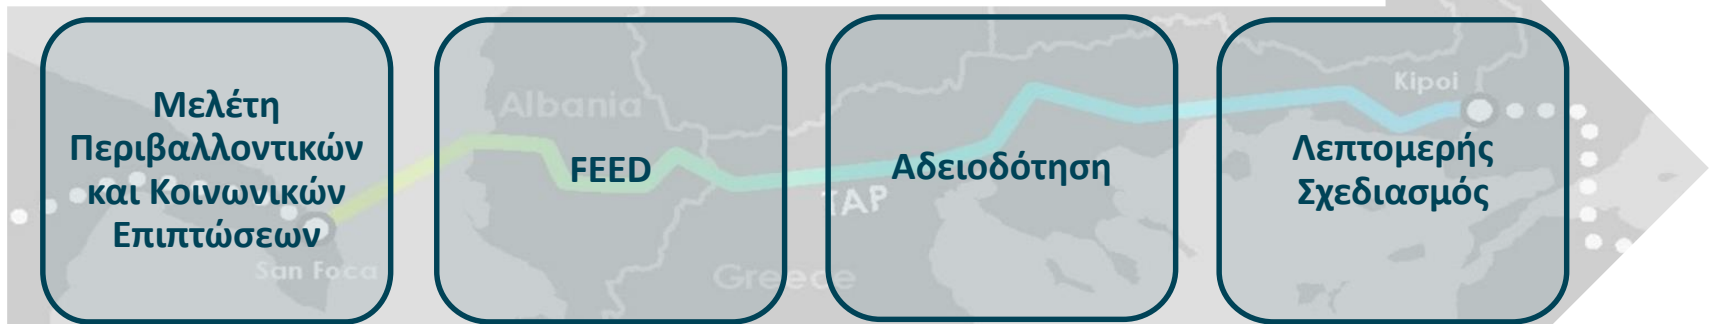 Μελέτη
Περιβαλλοντικών
και Κοινωνικών
Επιπτώσεων
San Foca
Albania
FEED
Greece
Αδειοδότηση
TAP
Kipoi
Λεπτομερής
Σχεδιασμός